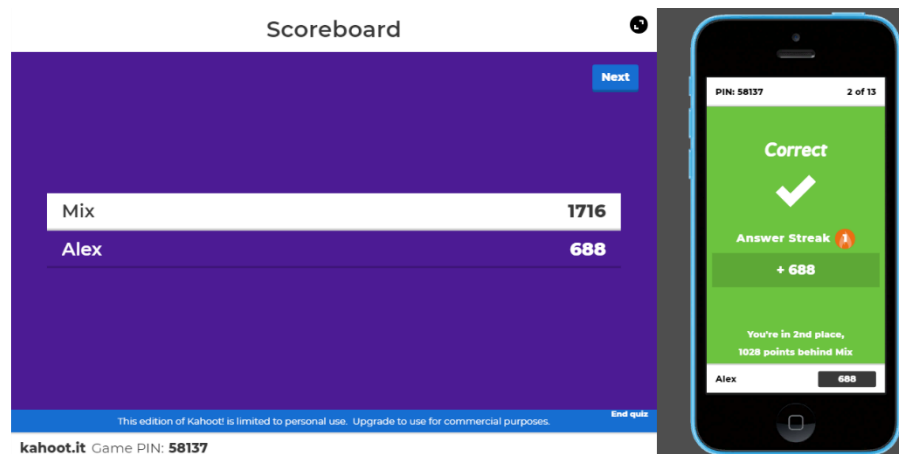 Scoreboard
Next
Mix 1716
Alex 688
This edition of Kahoot! is limited to personal use. Upgrade to use for commercial purposes.
End quiz
kahoot.it Game PIN: 58137
PIN: 58137 2 of 13
Correct
Answer Streak 1
+ 688
You're in 2nd place,
1028 points behind Mix
Alex 688